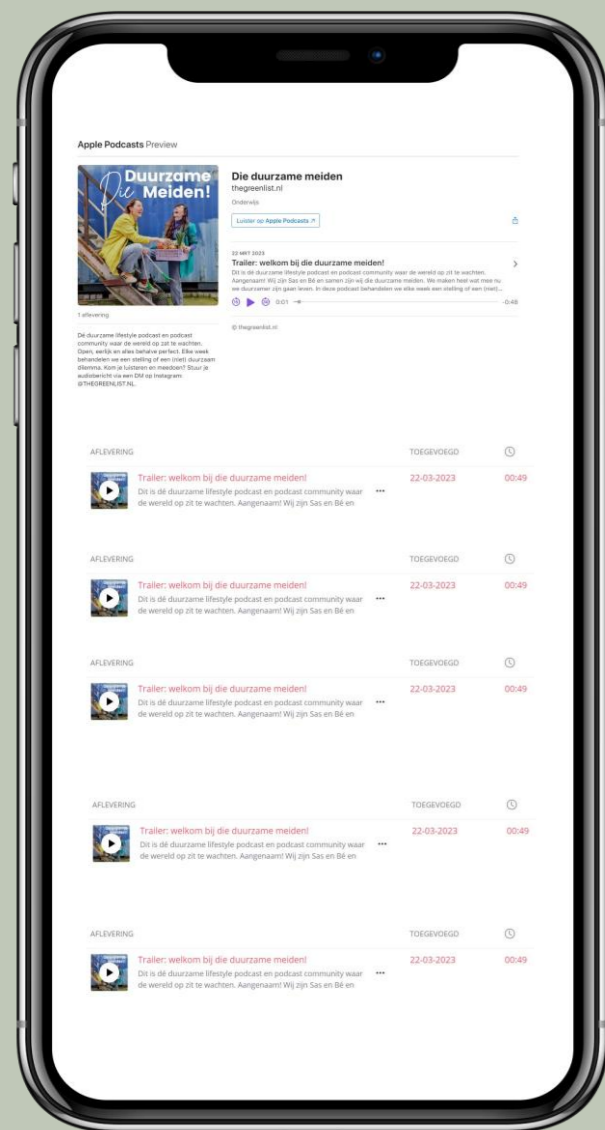 Apple Podcasts Preview
Duurzame
Die Meiden!
1 aflevering
Dé duurzame lifestyle podcast en podcast
community waar de wereld op zat te wachten.
Open, eerlijk en alles behalve perfect. Elke week
behandelen we een stelling of een (niet) duurzaam
dilemma. Kom je luisteren en meedoen? Stuur je
audiobericht via een DM op Instagram:
@THEGREENLIST.NL.
Die duurzame meiden
thegreenlist.nl
Onderwijs
Luister op Apple Podcasts ↗
22 MRT 2023
Trailer: welkom bij die duurzame meiden!
Dit is dé duurzame lifestyle podcast en podcast community waar de wereld op zit te wachten.
Aangenaam! Wij zijn Sas en Bé en samen zijn wij die duurzame meiden. We maken heel wat mee nu
we duurzamer zijn gaan leven. In deze podcast behandelen we elke week een stelling of een (niet)...
0:01 -0:48
© thegreenlist.nl
AFLEVERING TOEGEVOEGD
Trailer: welkom bij die duurzame meiden! 22-03-2023 00:49
Dit is dé duurzame lifestyle podcast en podcast community waar
de wereld op zit te wachten. Aangenaam! Wij zijn Sas en Bé en
AFLEVERING TOEGEVOEGD
Trailer: welkom bij die duurzame meiden! 22-03-2023 00:49
Dit is dé duurzame lifestyle podcast en podcast community waar
de wereld op zit te wachten. Aangenaam! Wij zijn Sas en Bé en
AFLEVERING TOEGEVOEGD
Trailer: welkom bij die duurzame meiden! 22-03-2023 00:49
Dit is dé duurzame lifestyle podcast en podcast community waar
de wereld op zit te wachten. Aangenaam! Wij zijn Sas en Bé en
AFLEVERING TOEGEVOEGD
Trailer: welkom bij die duurzame meiden! 22-03-2023 00:49
Dit is dé duurzame lifestyle podcast en podcast community waar
de wereld op zit te wachten. Aangenaam! Wij zijn Sas en Bé en
AFLEVERING TOEGEVOEGD
Trailer: welkom bij die duurzame meiden! 22-03-2023 00:49
Dit is dé duurzame lifestyle podcast en podcast community waar
de wereld op zit te wachten. Aangenaam! Wij zijn Sas en Bé en